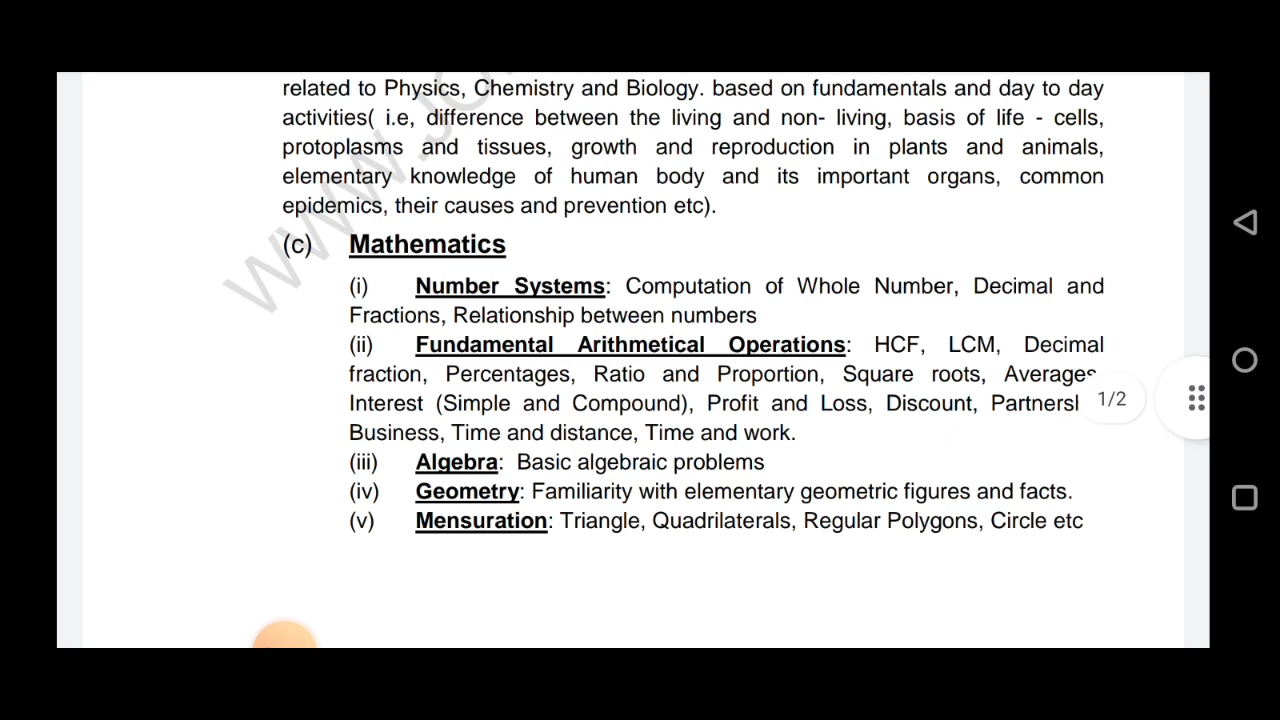 related to Physics, Chemistry and Biology. based on fundamentals and day to day
activities( i.e, difference between the living and non- living, basis of life - cells,
protoplasms and tissues, growth and reproduction in plants and animals,
elementary knowledge of human body and its important organs, common
epidemics, their causes and prevention etc).
(c) Mathematics
(i) Number Systems: Computation of Whole Number, Decimal and
Fractions, Relationship between numbers
(ii) Fundamental Arithmetical Operations: HCF, LCM, Decimal
fraction, Percentages, Ratio and Proportion, Square roots, Averages
Interest (Simple and Compound), Profit and Loss, Discount,
Business, Time and distance, Time and work.
(iii) Algebra: Basic algebraic problems
(iv) Geometry: Familiarity with elementary geometric figures and facts.
(v) Mensuration: Triangle, Quadrilaterals, Regular Polygons, Circle etc
1/2